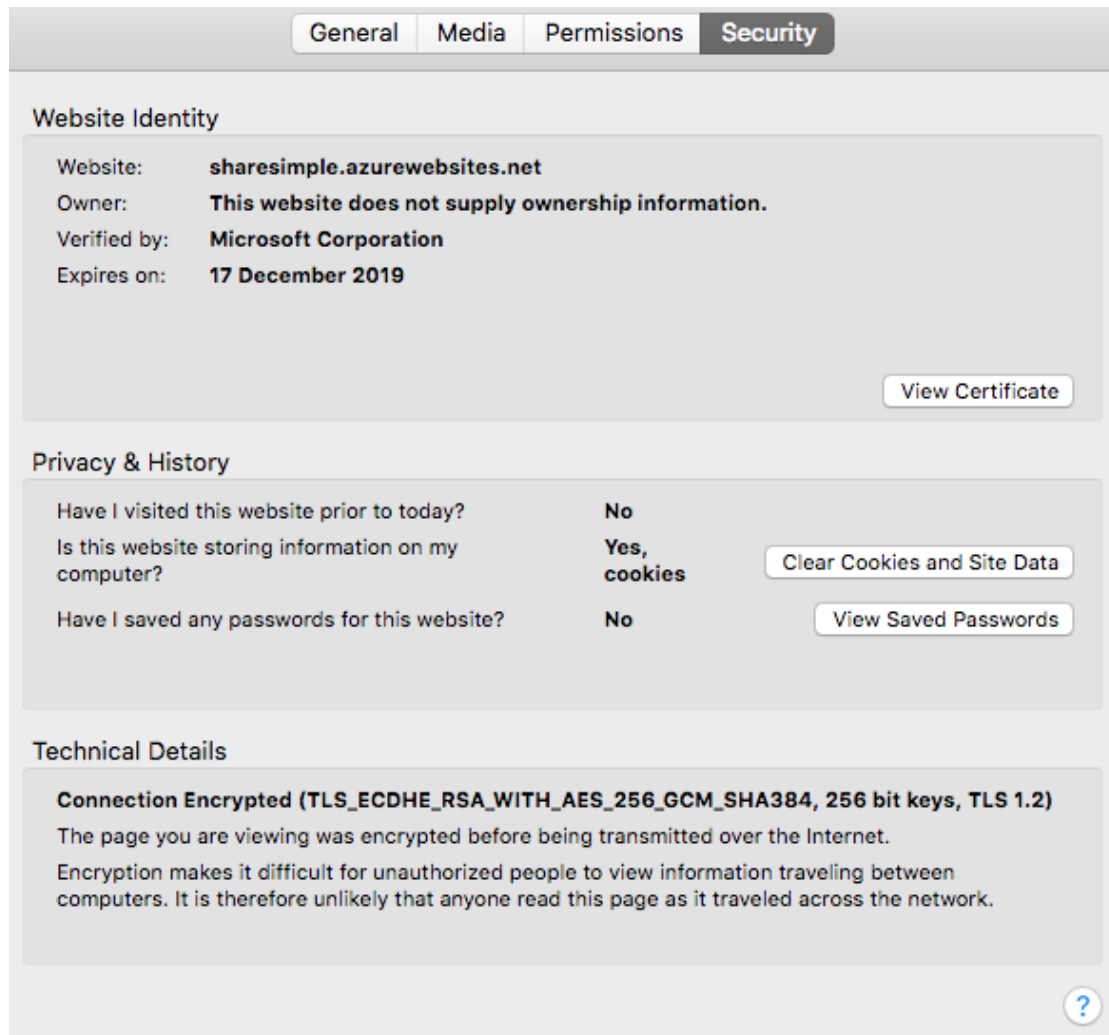 General Media Permissions Security
Website Identity
Website: sharesimple.azurewebsites.net
Owner: This website does not supply ownership information.
Verified by: Microsoft Corporation
Expires on: 17 December 2019
View Certificate
Privacy & History
Have I visited this website prior to today? No
Is this website storing information on my computer? Yes, cookies Clear Cookies and Site Data
Have I saved any passwords for this website? No View Saved Passwords
Technical Details
Connection Encrypted (TLS_ECDHE_RSA_WITH_AES_256_GCM_SHA384, 256 bit keys, TLS 1.2)
The page you are viewing was encrypted before being transmitted over the Internet.
Encryption makes it difficult for unauthorized people to view information traveling between
computers. It is therefore unlikely that anyone read this page as it traveled across the network.
?